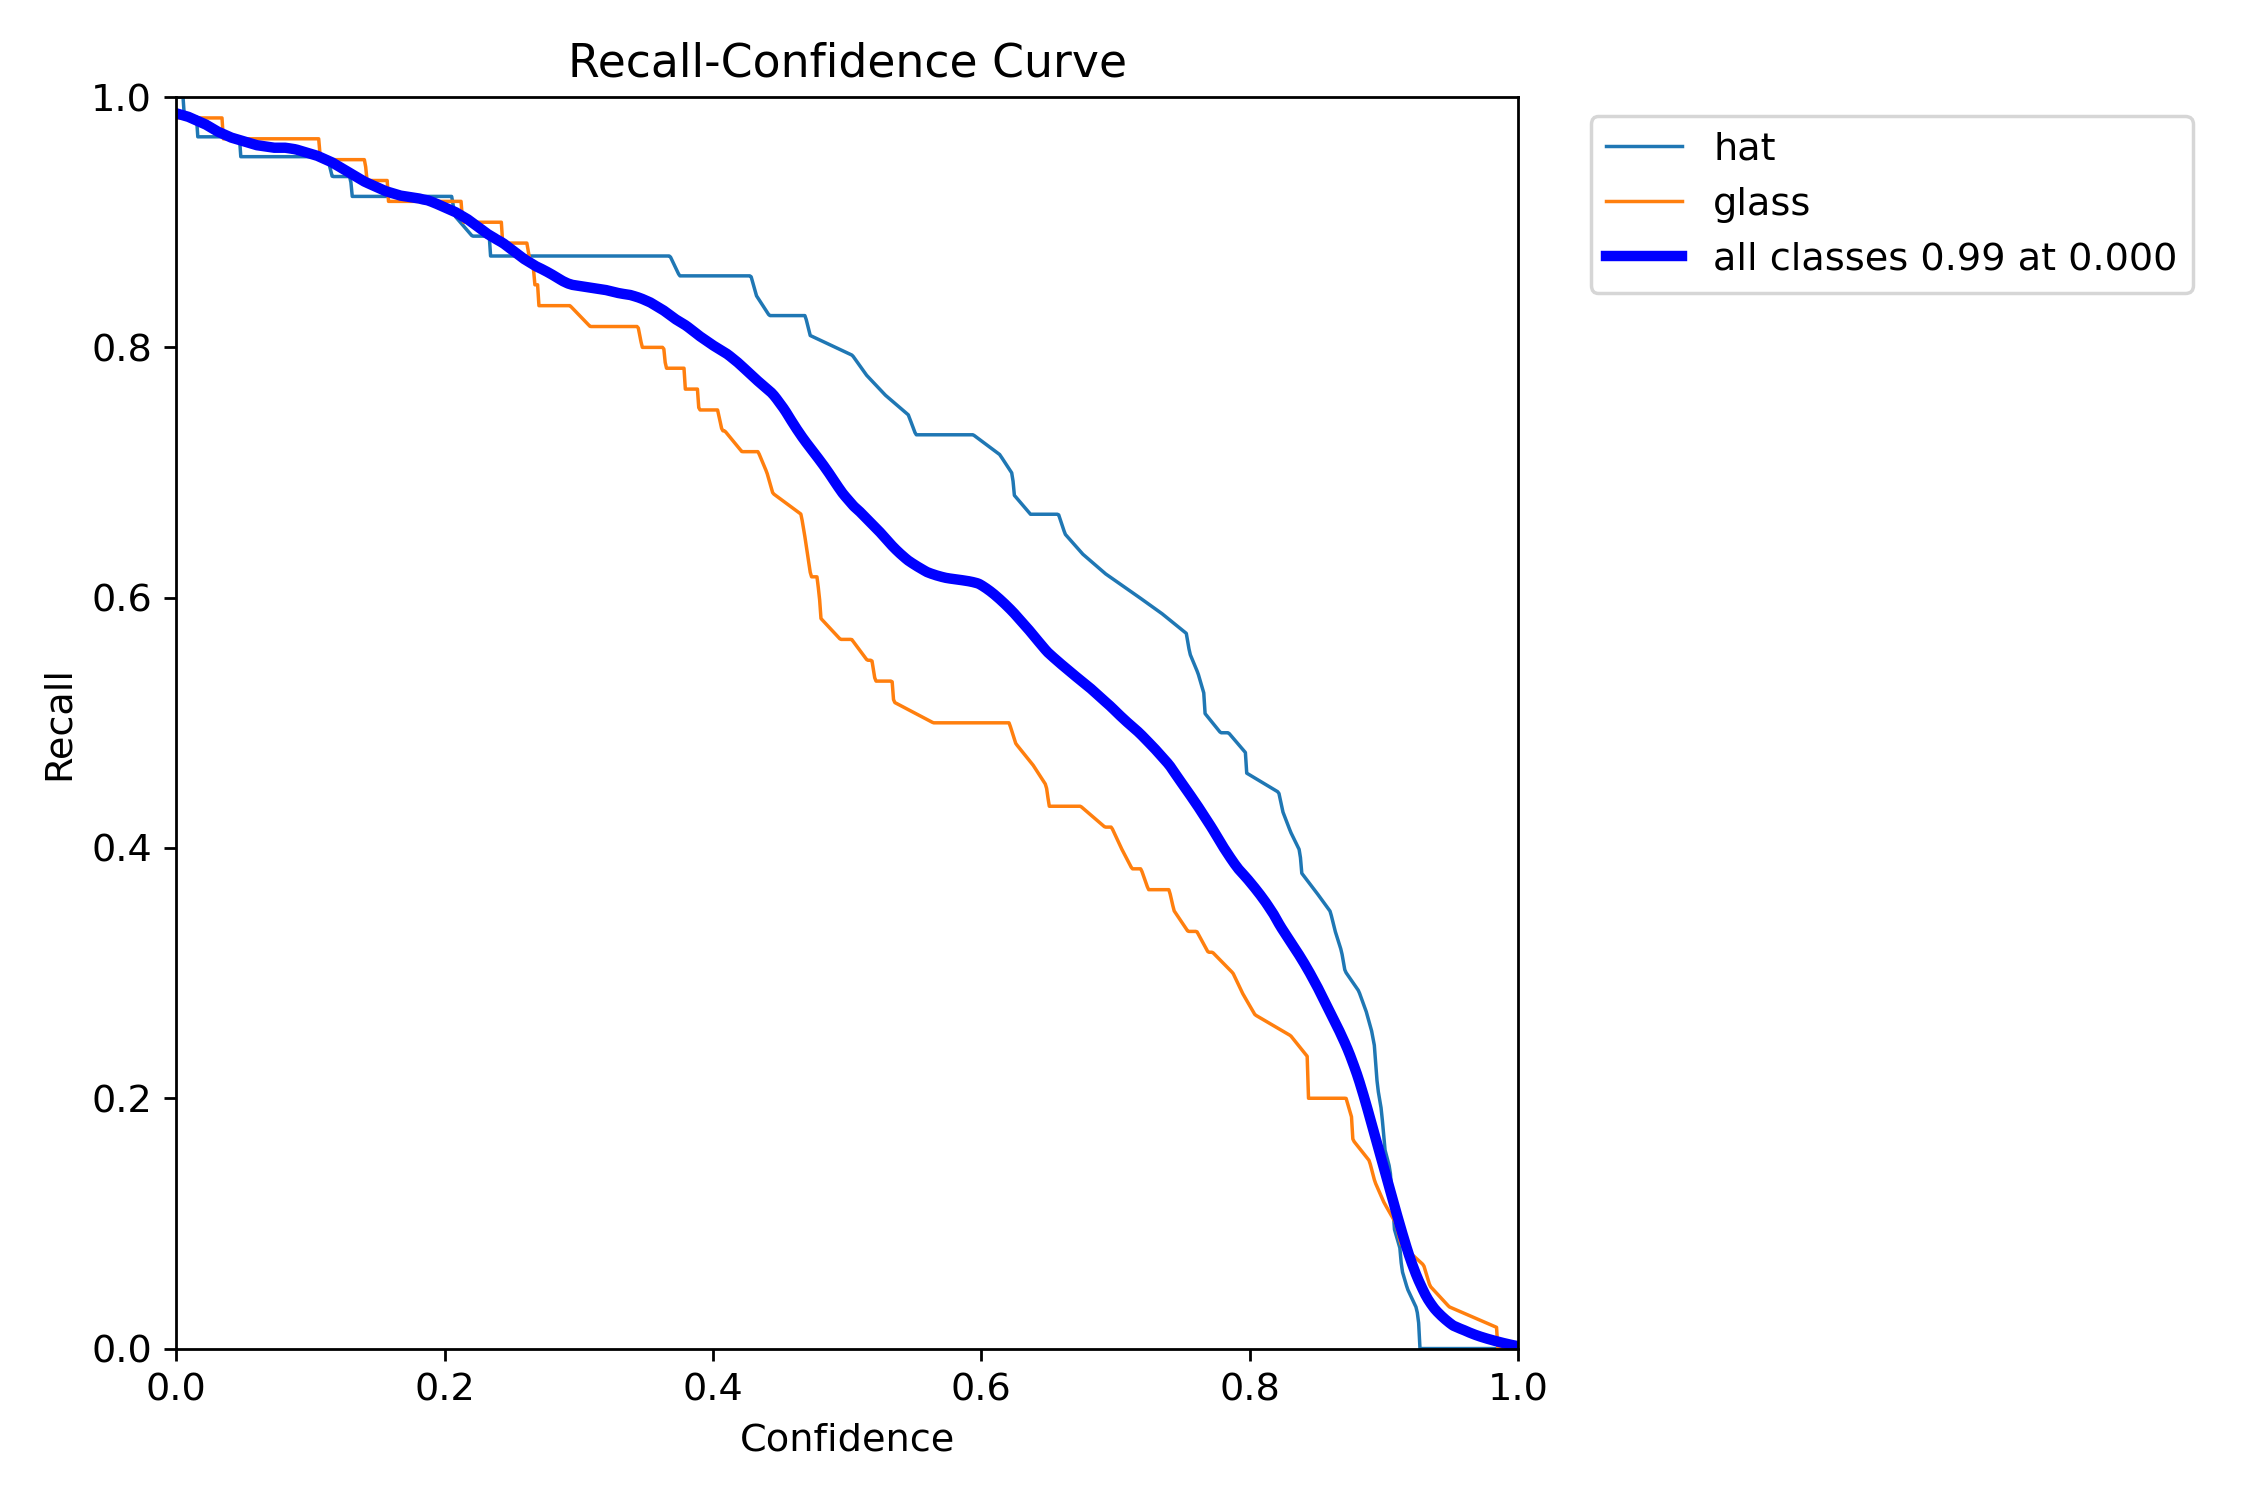 Recall-Confidence Curve
1.0
0.8
0.6
0.4
0.2
0.0
Recall
0.0 0.2 0.4 0.6 0.8 1.0
Confidence
hat
glass
all classes 0.99 at 0.000